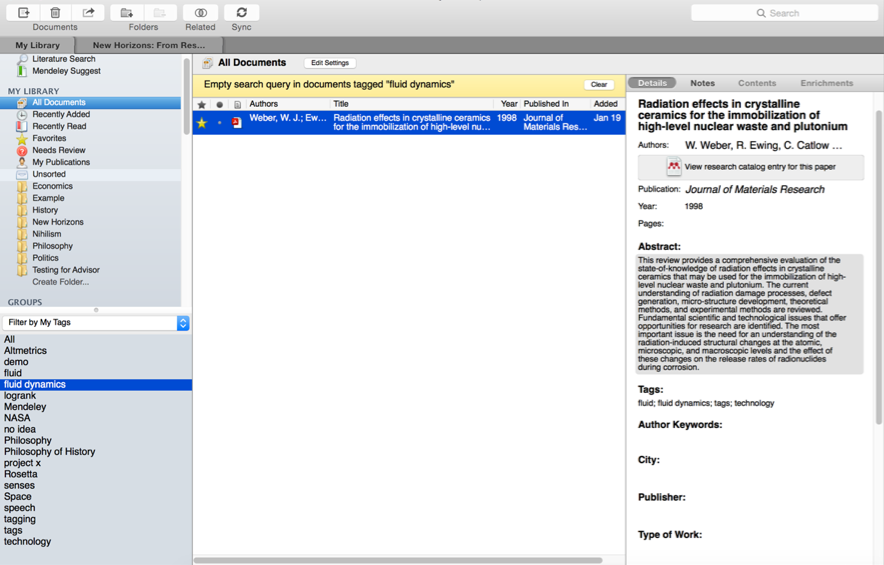 Search
Documents
Folders
Related
Sync
My Library
New Horizons: From Res...
Literature Search
Mendeley Suggest
MY LIBRARY
All Documents
Recently Added
Recently Read
Favorites
Needs Review
My Publications
Unsorted
Economics
Example
History
New Horizons
Nihilism
Philosophy
Politics
Testing for Advisor
Create Folder...
GROUPS
Filter by My Tags
All
Altmetrics
demo
fluid
fluid dynamics
logrank
Mendeley
NASA
no idea
Philosophy
Philosophy of History
project x
Rosetta
senses
Space
speech
tagging
tags
technology
All Documents
Edit Settings
Empty search query in documents tagged "fluid dynamics"
Clear
Authors
Title
Year
Published In
Added
Weber, W. J.; Ew...
Radiation effects in crystalline ceramics
for the immobilization of high-level nu...
1998
Journal of
Materials Res...
Jan 19
Details
Notes
Contents
Enrichments
Radiation effects in crystalline
ceramics for the immobilization of
high-level nuclear waste and plutonium
Authors: W. Weber, R. Ewing, C. Catlow ...
View research catalog entry for this paper
Publication: Journal of Materials Research
Year: 1998
Pages:
Abstract:
This review provides a comprehensive evaluation of the
state-of-knowledge of radiation effects in crystalline
ceramics that may be used for the immobilization of high-
level nuclear waste and plutonium. The current
understanding of radiation damage processes, defect
generation, micro-structure development, theoretical
methods, and experimental methods are reviewed.
Fundamental scientific and technological issues that offer
opportunities for research are identified. The most
important issue is the need for an understanding of the
radiation-induced structural changes at the atomic,
microscopic, and macroscopic levels and the effect of
these changes on the release rates of radionuclides
during corrosion.
Tags:
fluid; fluid dynamics; tags; technology
Author Keywords:
City:
Publisher:
Type of Work: